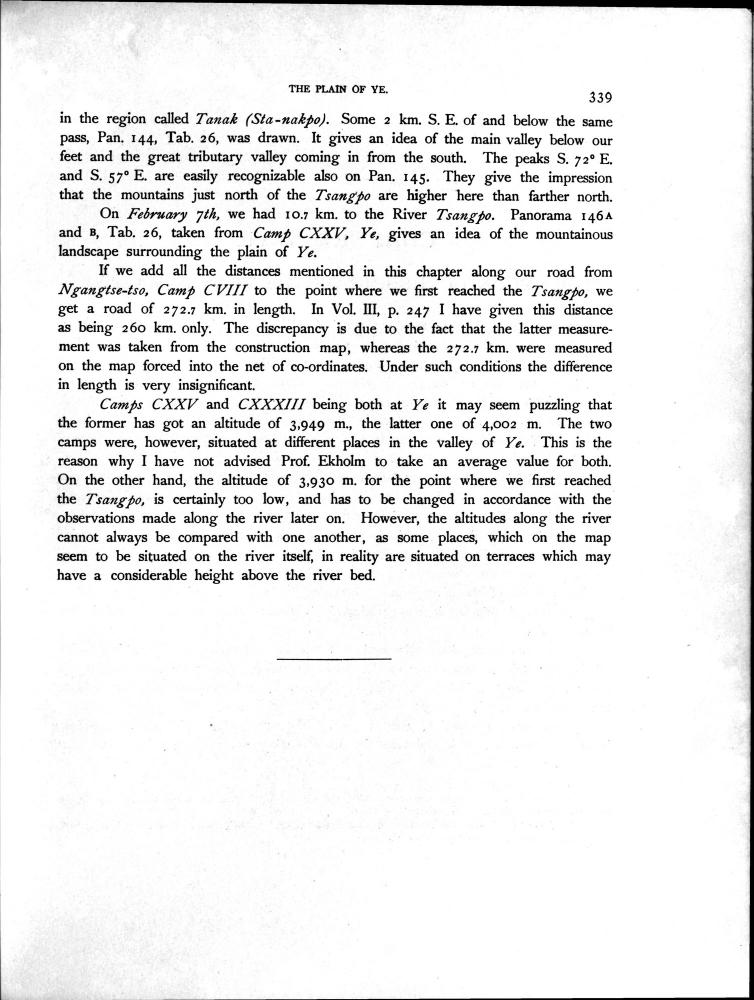 THE PLAIN OF YE.
339
in the region called Tanak (Sta-nakpo). Some 2 km. S. E. of and below the same
pass, Pan. 144, Tab. 26, was drawn. It gives an idea of the main valley below our
feet and the great tributary valley coming in from the south. The peaks S. 72° E.
and S. 57° E. are easily recognizable also on Pan. 145. They give the impression
that the mountains just north of the Tsangpo are higher here than farther north.
On February 7th, we had 10.7 km. to the River Tsangpo. Panorama 146A
and B, Tab. 26, taken from Camp CXXV, Ye, gives an idea of the mountainous
landscape surrounding the plain of Ye.
If we add all the distances mentioned in this chapter along our road from
Ngangtse-tso, Camp CVIII to the point where we first reached the Tsangpo, we
get a road of 272.7 km. in length. In Vol. III, p. 247 I have given this distance
as being 260 km. only. The discrepancy is due to the fact that the latter measure-
ment was taken from the construction map, whereas the 272.7 km. were measured
on the map forced into the net of co-ordinates. Under such conditions the difference
in length is very insignificant.
Camps CXXV and CXXXIII being both at Ye it may seem puzzling that
the former has got an altitude of 3,949 m., the latter one of 4,002 m. The two
camps were, however, situated at different places in the valley of Ye. This is the
reason why I have not advised Prof. Ekholm to take an average value for both.
On the other hand, the altitude of 3,930 m. for the point where we first reached
the Tsangpo, is certainly too low, and has to be changed in accordance with the
observations made along the river later on. However, the altitudes along the river
cannot always be compared with one another, as some places, which on the map
seem to be situated on the river itself, in reality are situated on terraces which may
have a considerable height above the river bed.